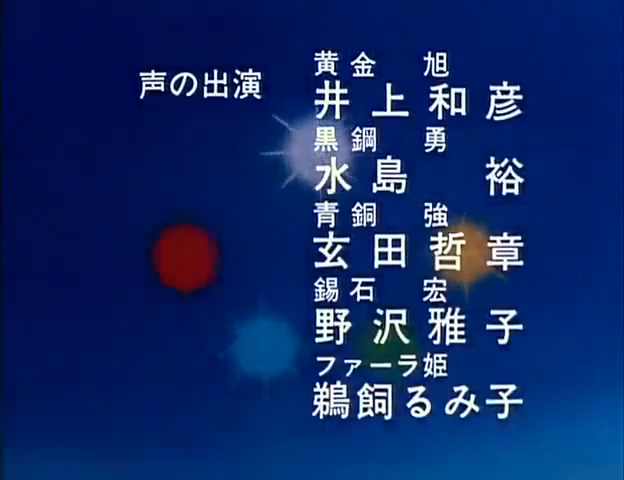 声の出演
黄金 旭
井上和彦
黒鋼 勇
水島 裕
青銅 強
玄田哲章
錫石 宏
野沢雅子
ファーラ姫
鵜飼るみ子